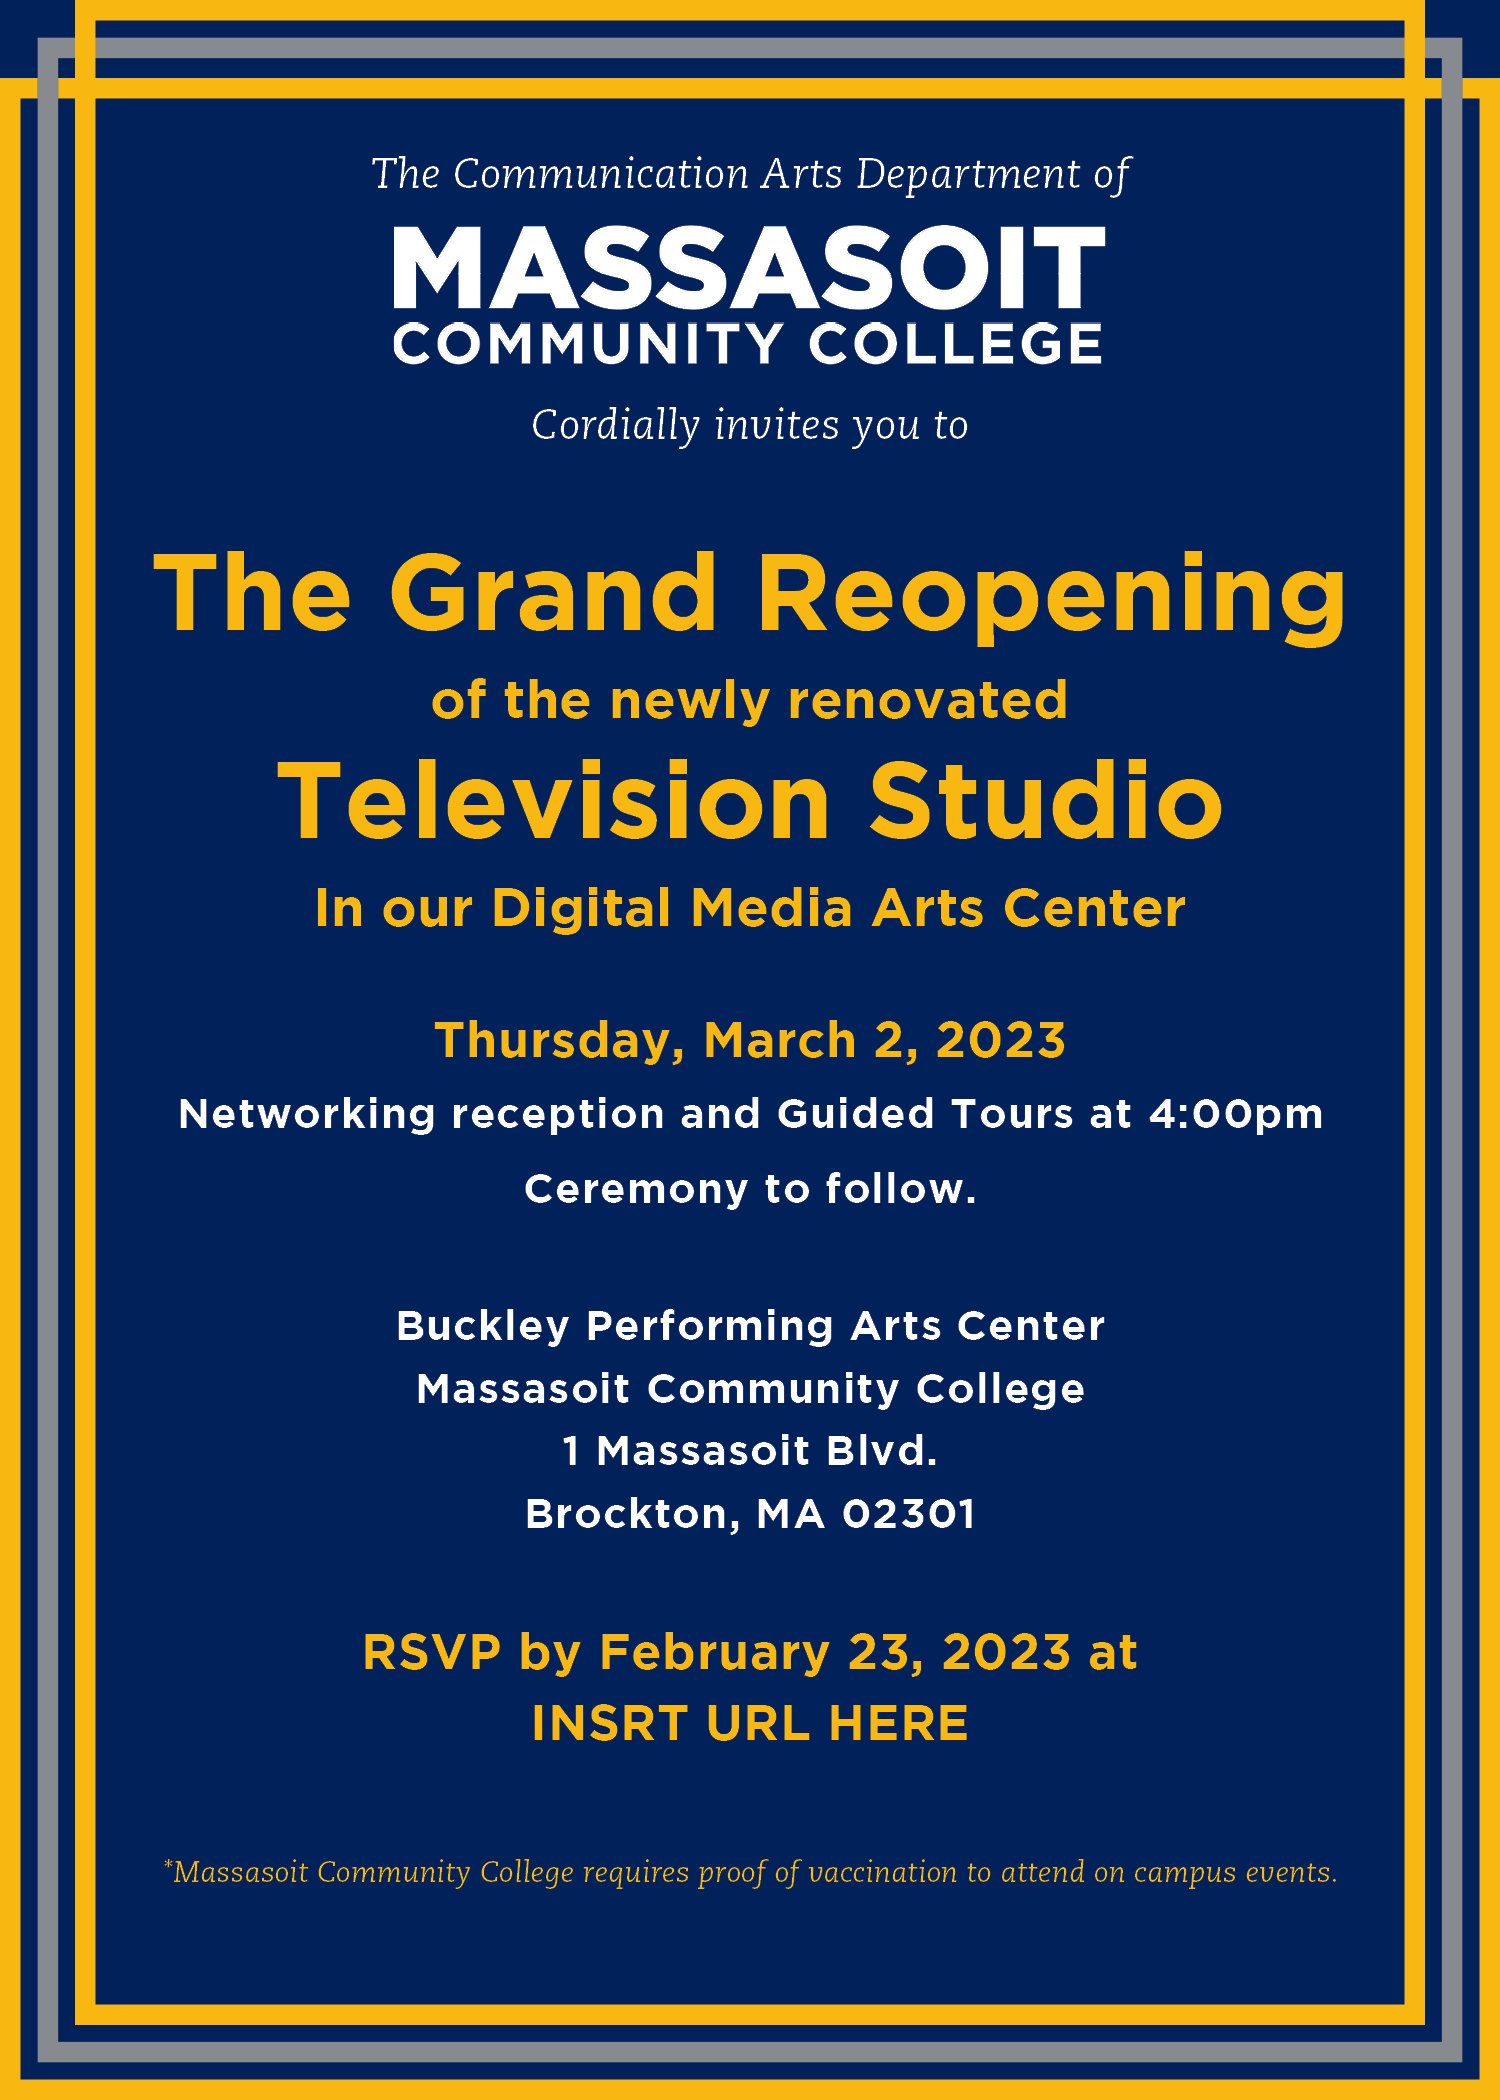 The Communication Arts Department of
MASSASOIT
COMMUNITY COLLEGE
Cordially invites you to
The Grand Reopening
of the newly renovated
Television Studio
In our Digital Media Arts Center
Thursday, March 2, 2023
Networking reception and Guided Tours at 4:00pm
Ceremony to follow.
Buckley Performing Arts Center
Massasoit Community College
1 Massasoit Blvd.
Brockton, MA 02301
RSVP by February 23, 2023 at
INSRT URL HERE
*Massasoit Community College requires proof of vaccination to attend on campus events.